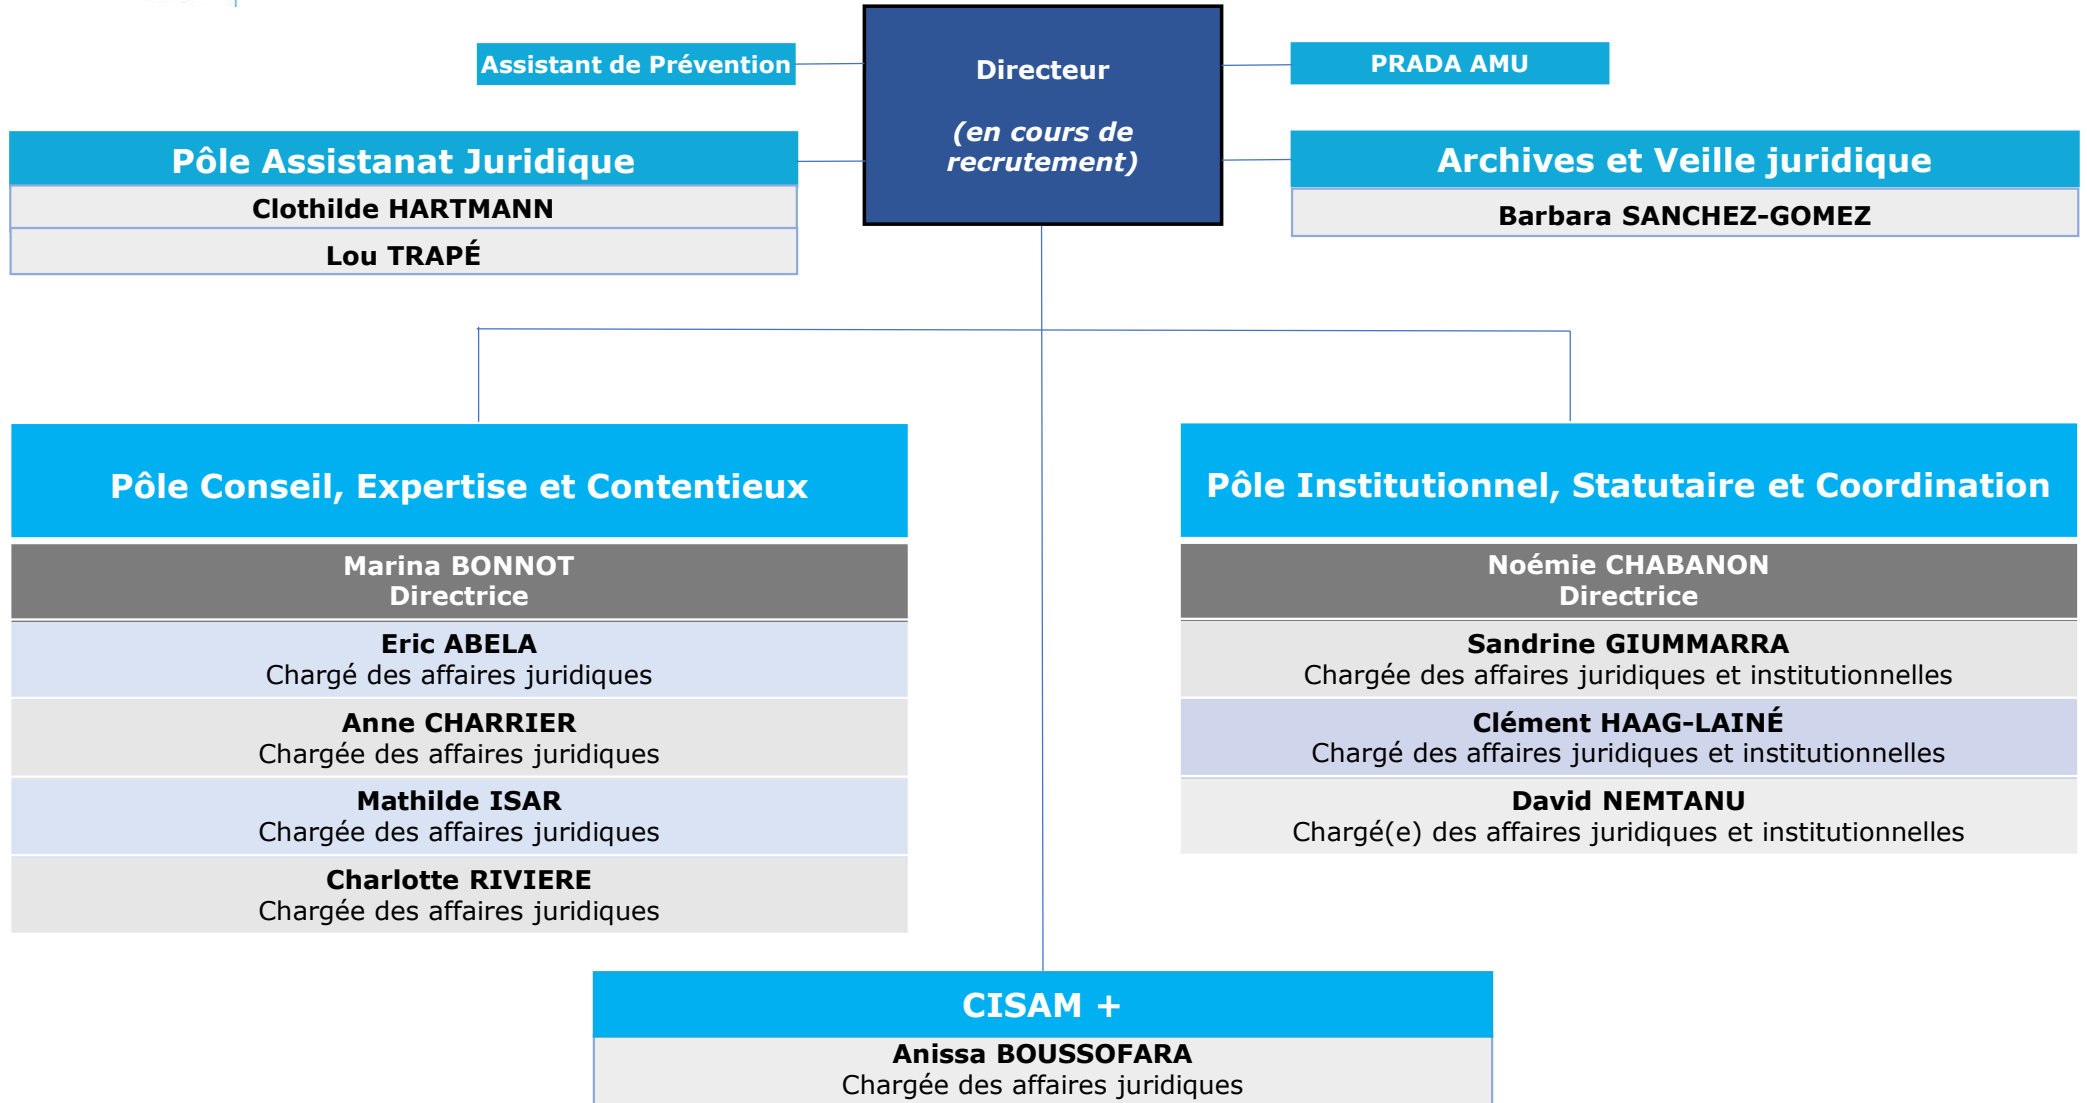 Assistant de Prévention
Directeur
(en cours de
recrutement)
PRADA AMU
Pôle Assistanat Juridique
Clothilde HARTMANN
Lou TRAPÉ
Archives et Veille juridique
Barbara SANCHEZ-GOMEZ
Pôle Conseil, Expertise et Contentieux
Marina BONNOT
Directrice
Eric ABELA
Chargé des affaires juridiques
Anne CHARRIER
Chargée des affaires juridiques
Mathilde ISAR
Chargée des affaires juridiques
Charlotte RIVIERE
Chargée des affaires juridiques
Pôle Institutionnel, Statutaire et Coordination
Noémie CHABANON
Directrice
Sandrine GIUMMARRA
Chargée des affaires juridiques et institutionnelles
Clément HAAG-LAINÉ
Chargé des affaires juridiques et institutionnelles
David NEMTANU
Chargé(e) des affaires juridiques et institutionnelles
CISAM +
Anissa BOUSSOFARA
Chargée des affaires juridiques